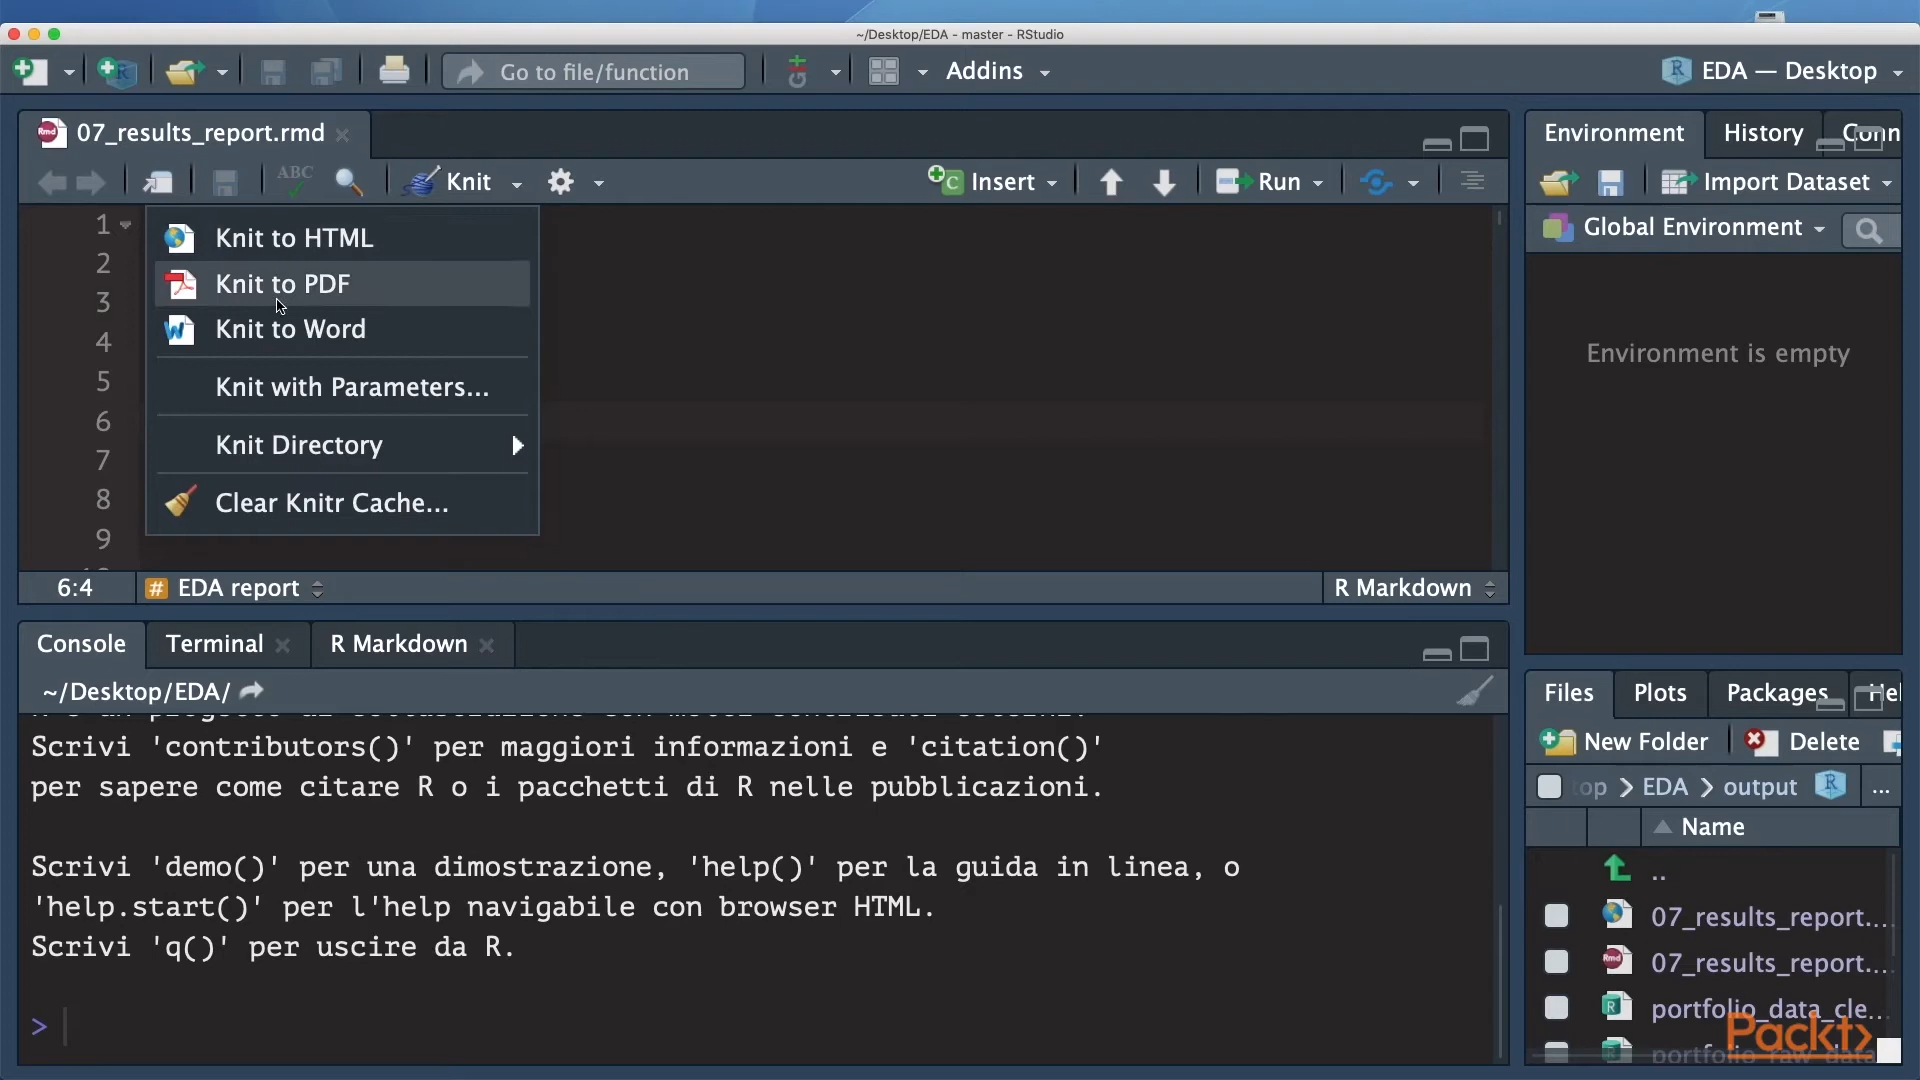 ~/Desktop/EDA - master - RStudio
Go to file/function
Addins
EDA — Desktop
07_results_report.rmd
Environment
History
Conn
ABC
Knit
Insert
Run
Import Dataset
Global Environment
1
2
3
4
5
6
7
8
9
Knit to HTML
Knit to PDF
Knit to Word
Knit with Parameters...
Knit Directory
Clear Knitr Cache...
Environment is empty
6:4
# EDA report
R Markdown
Console
Terminal
R Markdown
~/Desktop/EDA/
Scrivi 'contributors()' per maggiori informazioni e 'citation()'
per sapere come citare R o i pacchetti di R nelle pubblicazioni.
Scrivi 'demo()' per una dimostrazione, 'help()' per la guida in linea, o
'help.start()' per l'help navigabile con browser HTML.
Scrivi 'q()' per uscire da R.
>
Files
Plots
Packages
Hel
New Folder
Delete
top > EDA > output
...
Name
..
07_results_report....
07_results_report....
portfolio_data_cle...
portfolio_raw_data
Packt>